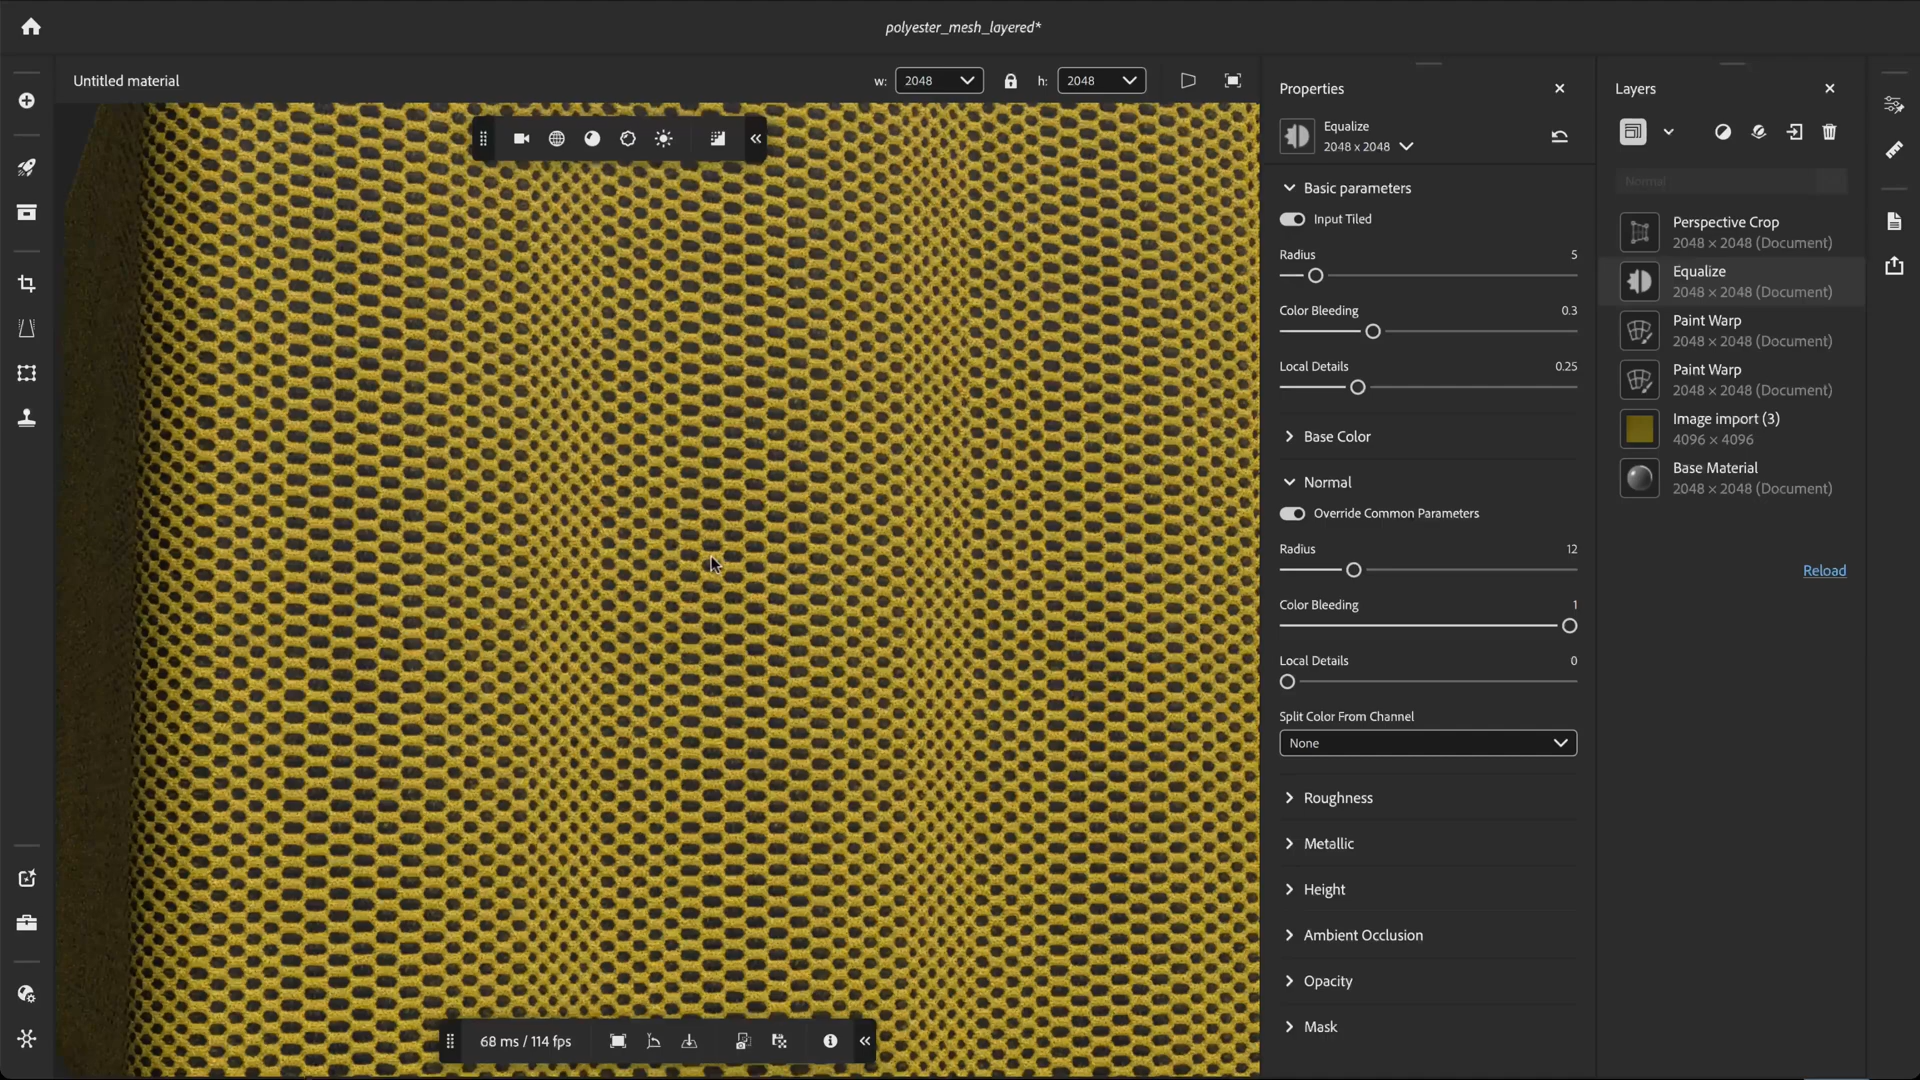 polyester_mesh_layered*
Untitled material
w: 2048
h: 2048
68 ms / 114 fps
Properties
Equalize
2048 x 2048
Basic parameters
Input Tiled
Radius 5
Color Bleeding 0.3
Local Details 0.25
Base Color
Normal
Override Common Parameters
Radius 12
Color Bleeding 1
Local Details 0
Split Color From Channel
None
Roughness
Metallic
Height
Ambient Occlusion
Opacity
Mask
Layers
Normal
Perspective Crop
2048 × 2048 (Document)
Equalize
2048 × 2048 (Document)
Paint Warp
2048 × 2048 (Document)
Paint Warp
2048 × 2048 (Document)
Image import (3)
4096 × 4096
Base Material
2048 × 2048 (Document)
Reload